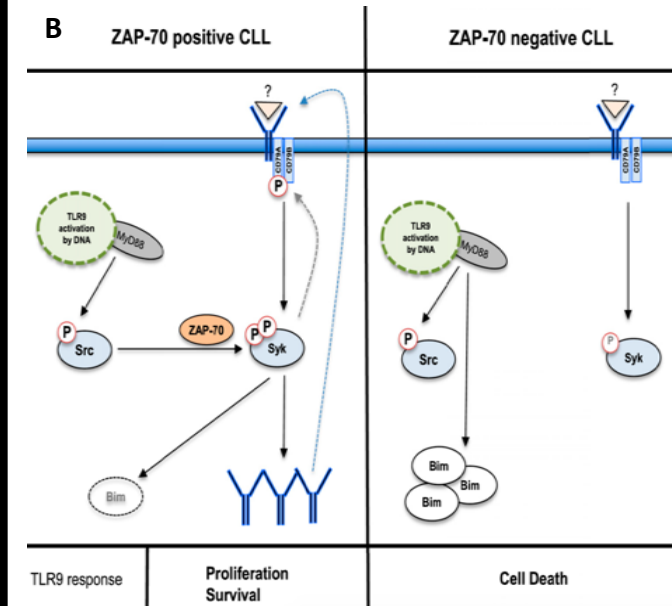 B
ZAP-70 positive CLL
ZAP-70 negative CLL
?
CD79A
CD79B
P
TLR9
activation
by DNA
MyD88
P
Src
ZAP-70
P
P
Syk
Bim
?
CD79A
CD79B
TLR9
activation
by DNA
MyD88
P
Src
P
Syk
Bim
Bim
Bim
TLR9 response
Proliferation
Survival
Cell Death